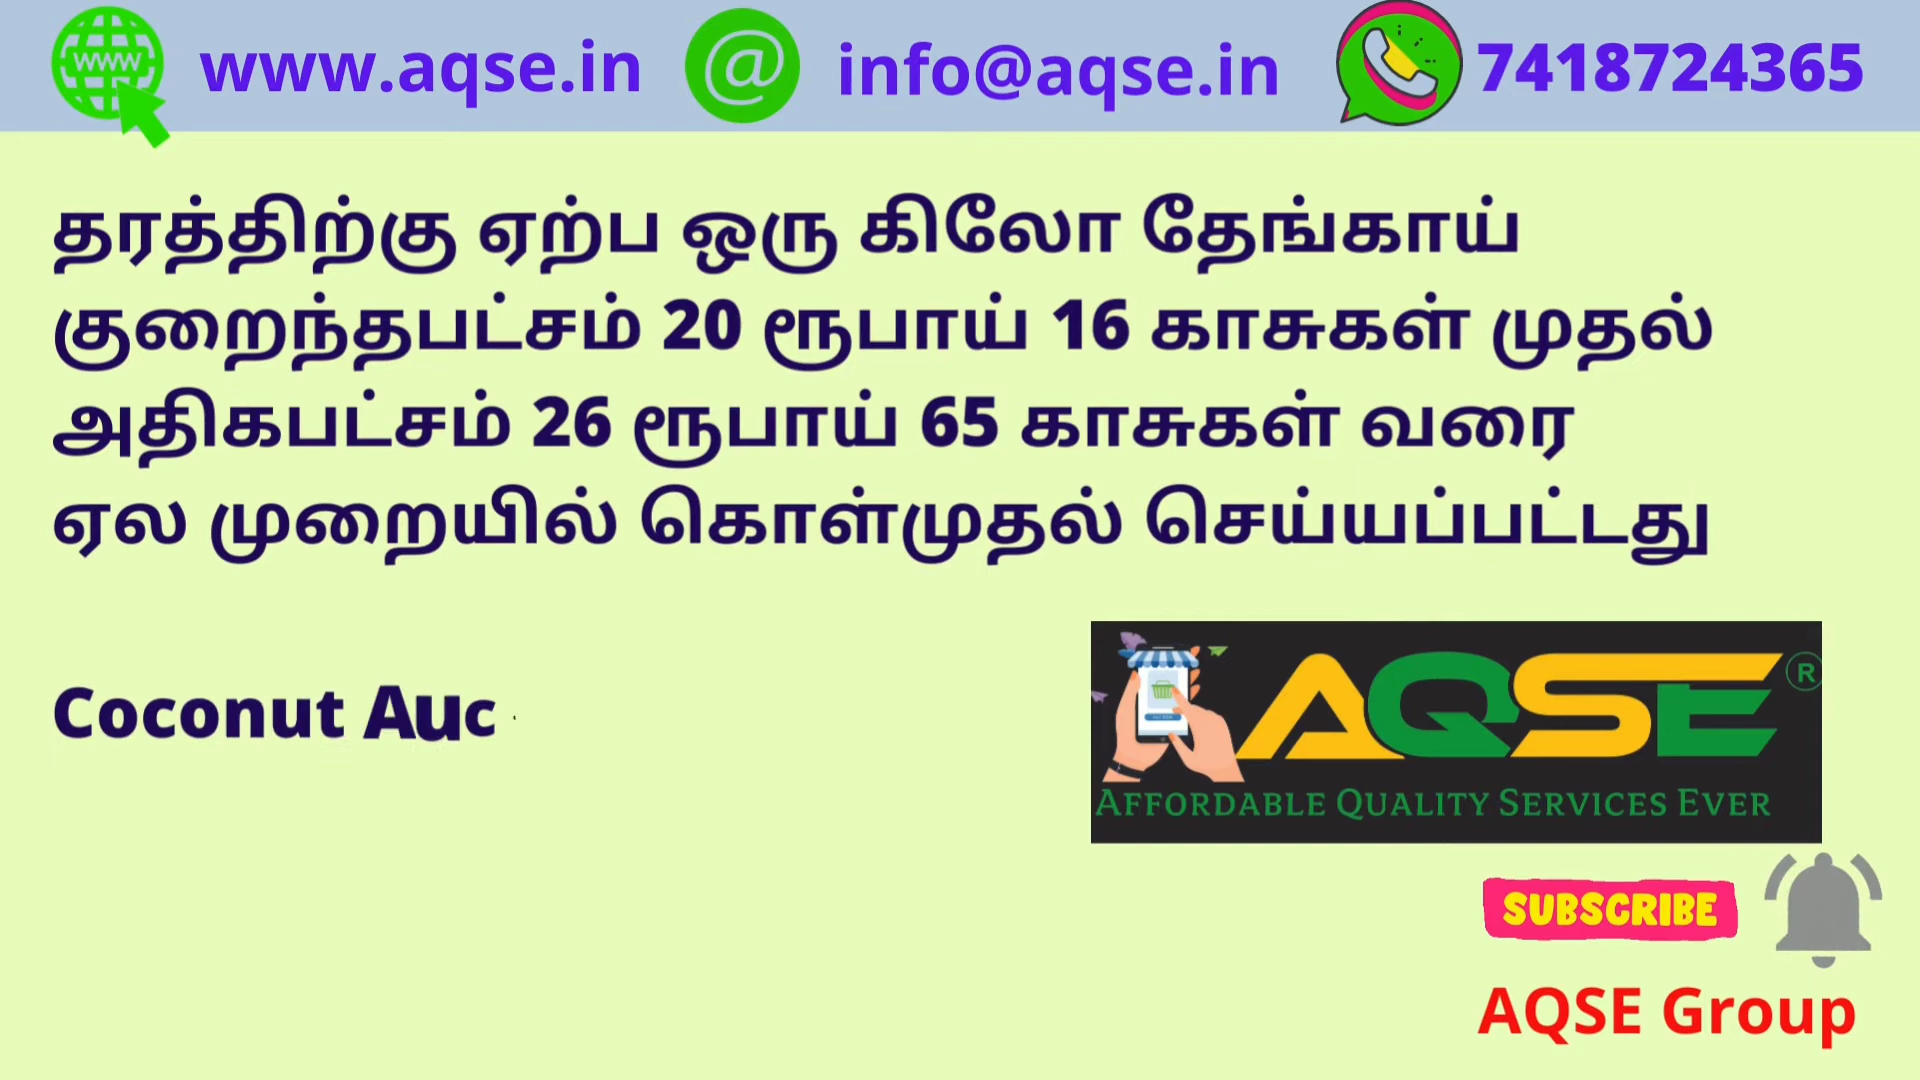 www.aqse.in
info@aqse.in
7418724365
தரத்திற்கு ஏற்ப ஒரு கிலோ தேங்காய்
குறைந்தபட்சம் 20 ரூபாய் 16 காசுகள் முதல்
அதிகபட்சம் 26 ரூபாய் 65 காசுகள் வரை
ஏல முறையில் கொள்முதல் செய்யப்பட்டது
Coconut Auc
AQSE ®
AFFORDABLE QUALITY SERVICES EVER
SUBSCRIBE
AQSE Group